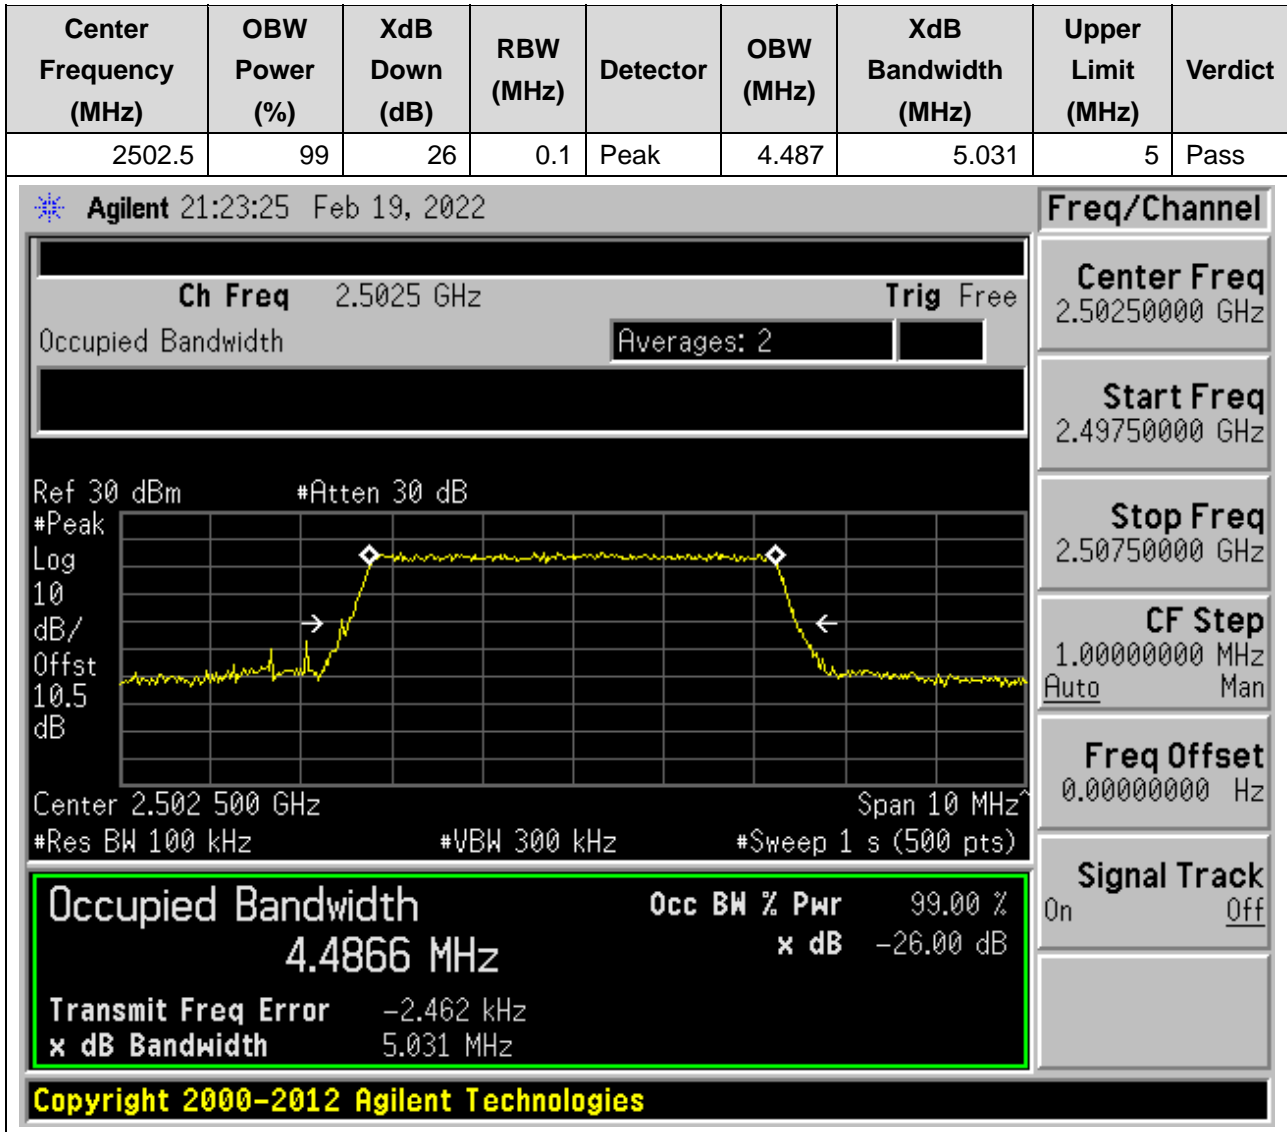 Center Frequency (MHz) OBW Power (%) XdB Down (dB) RBW (MHz) Detector OBW (MHz) XdB Bandwidth (MHz) Upper Limit (MHz) Verdict
2502.5 99 26 0.1 Peak 4.487 5.031 5 Pass
Agilent 21:23:25 Feb 19, 2022
Freq/Channel
Ch Freq 2.5025 GHz Trig Free
Occupied Bandwidth Averages: 2
Center Freq
2.50250000 GHz
Start Freq
2.49750000 GHz
Stop Freq
2.50750000 GHz
CF Step
1.00000000 MHz
Auto Man
Freq Offset
0.00000000 Hz
Signal Track
On Off
Ref 30 dBm #Atten 30 dB
#Peak
Log
10
dB/
Offst
10.5
dB
Center 2.502 500 GHz Span 10 MHz^
#Res BW 100 kHz #VBW 300 kHz #Sweep 1 s (500 pts)
Occupied Bandwidth Occ BW % Pwr 99.00 %
4.4866 MHz x dB -26.00 dB
Transmit Freq Error -2.462 kHz
x dB Bandwidth 5.031 MHz
Copyright 2000-2012 Agilent Technologies